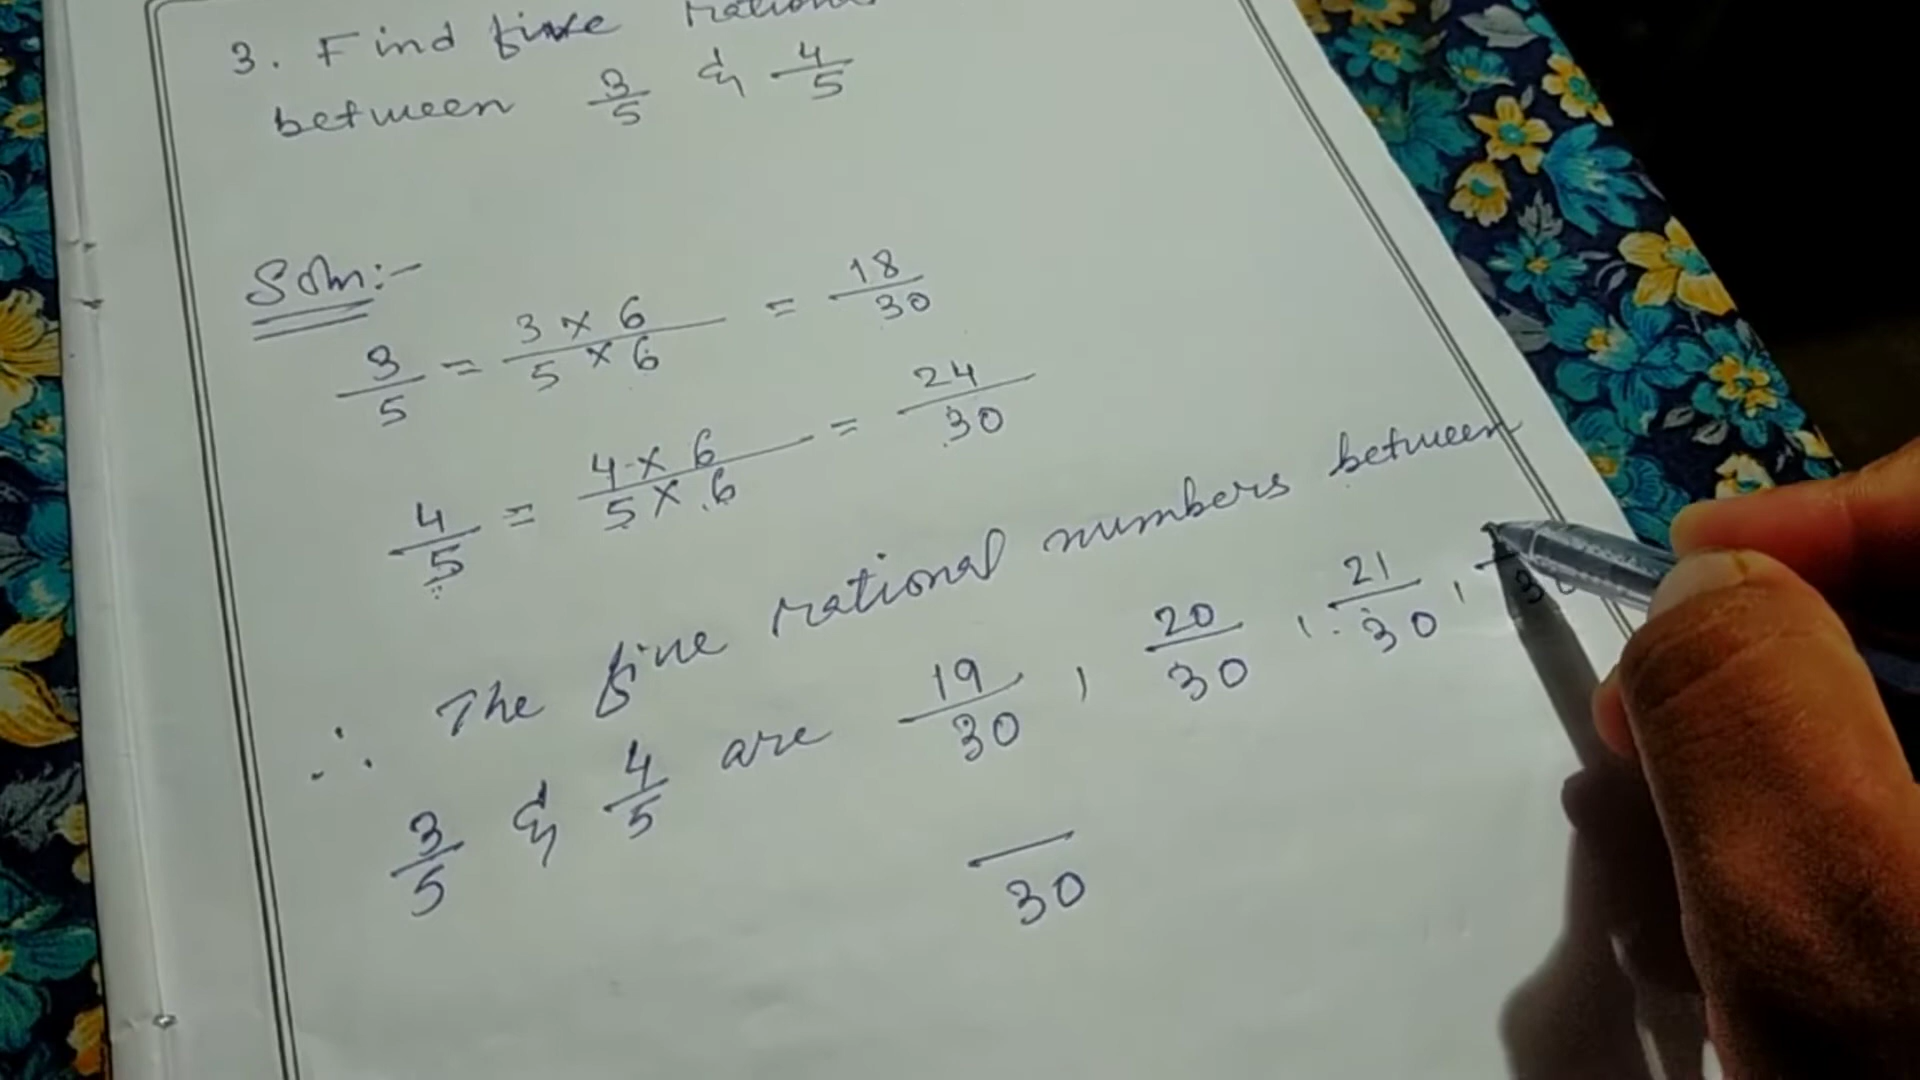 3. Find five
between 3/5 & 4/5
Soln:-
3/5 = 3 × 6/5 × 6 = 18/30
4/5 = 4 × 6/5 × 6 = 24/30
∴ The five rational numbers between
3/5 & 4/5 are 19/30, 20/30, 21/30,
/30